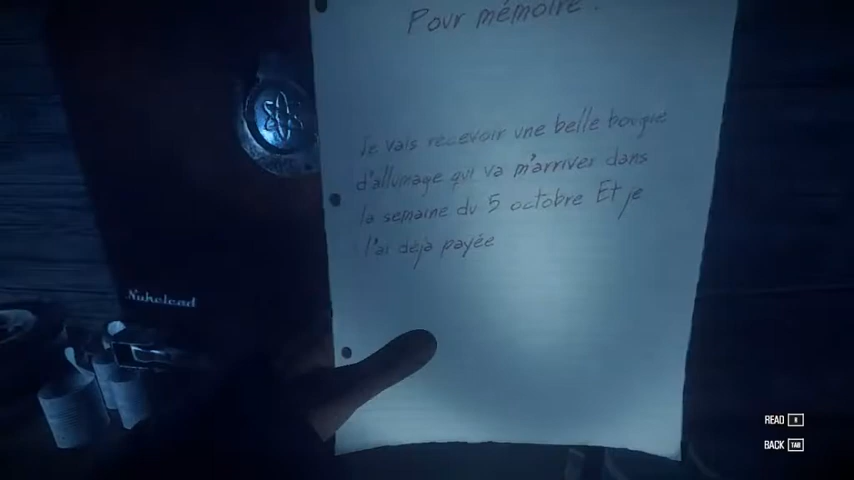 Pour mémoire.
Je vais recevoir une belle bougie
d'allumage qui va m'arriver dans
la semaine du 5 octobre Et je
l'ai déjà payée
Nukelead
READ R
BACK TAB